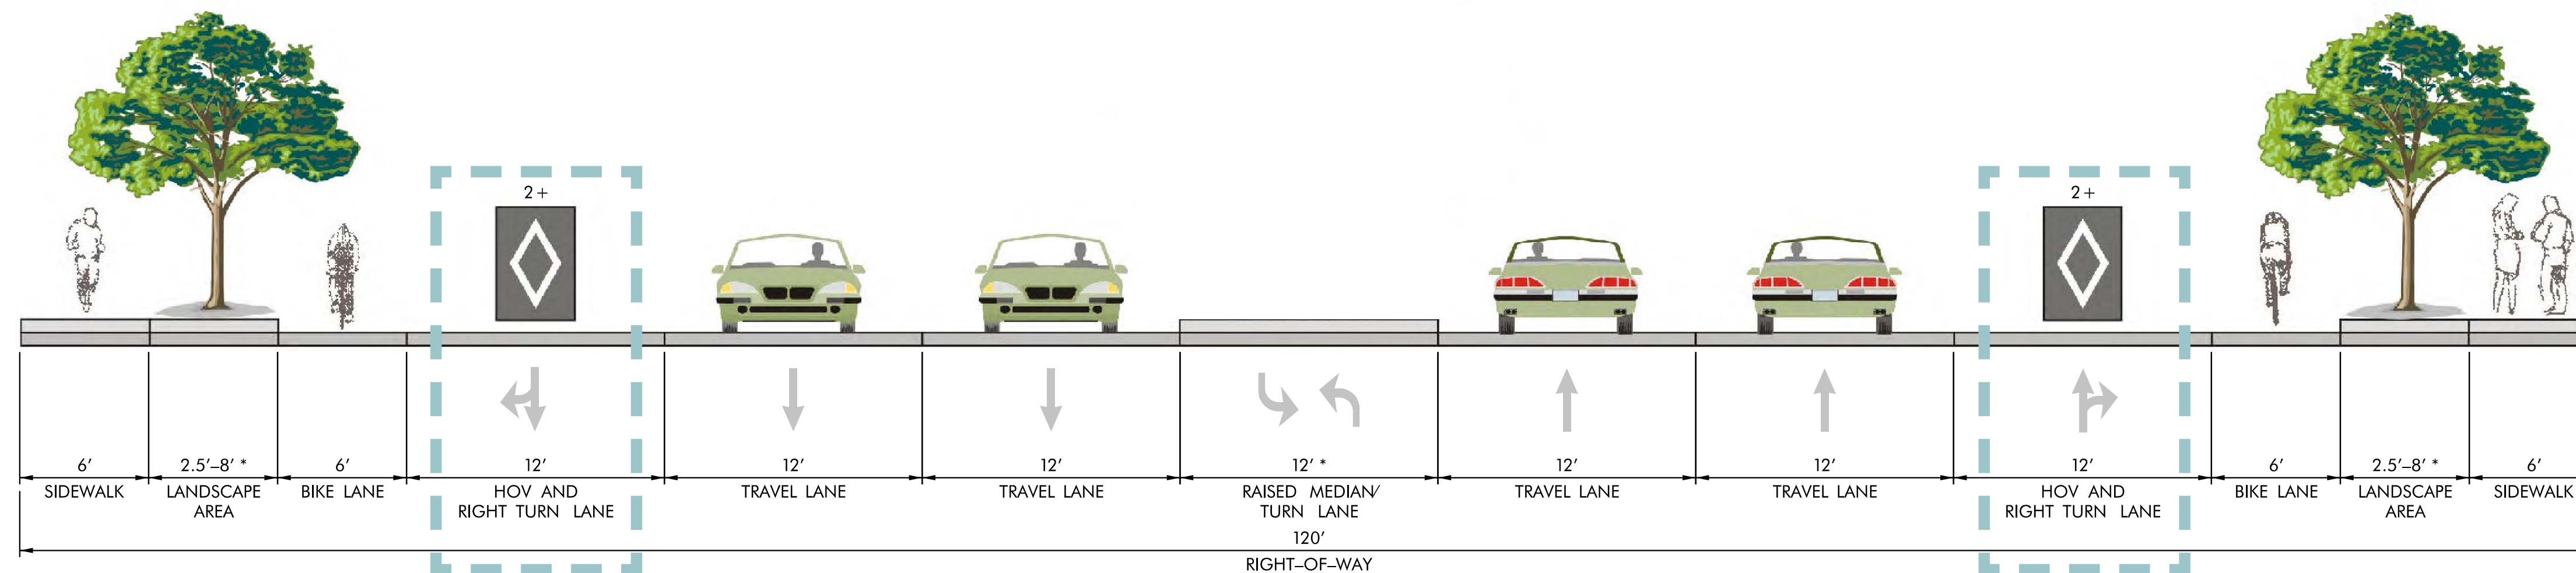 2+
2+
6’ 2.5’–8’ * 6’ 12’ 12’ 12’ 12’ * 12’ 12’ 12’ 6’ 2.5’–8’ * 6’
SIDEWALK LANDSCAPE BIKE LANE HOV AND TRAVEL LANE TRAVEL LANE RAISED MEDIAN/ TRAVEL LANE TRAVEL LANE HOV AND BIKE LANE LANDSCAPE SIDEWALK
AREA RIGHT TURN LANE TURN LANE RIGHT TURN LANE AREA
120’
RIGHT–OF–WAY